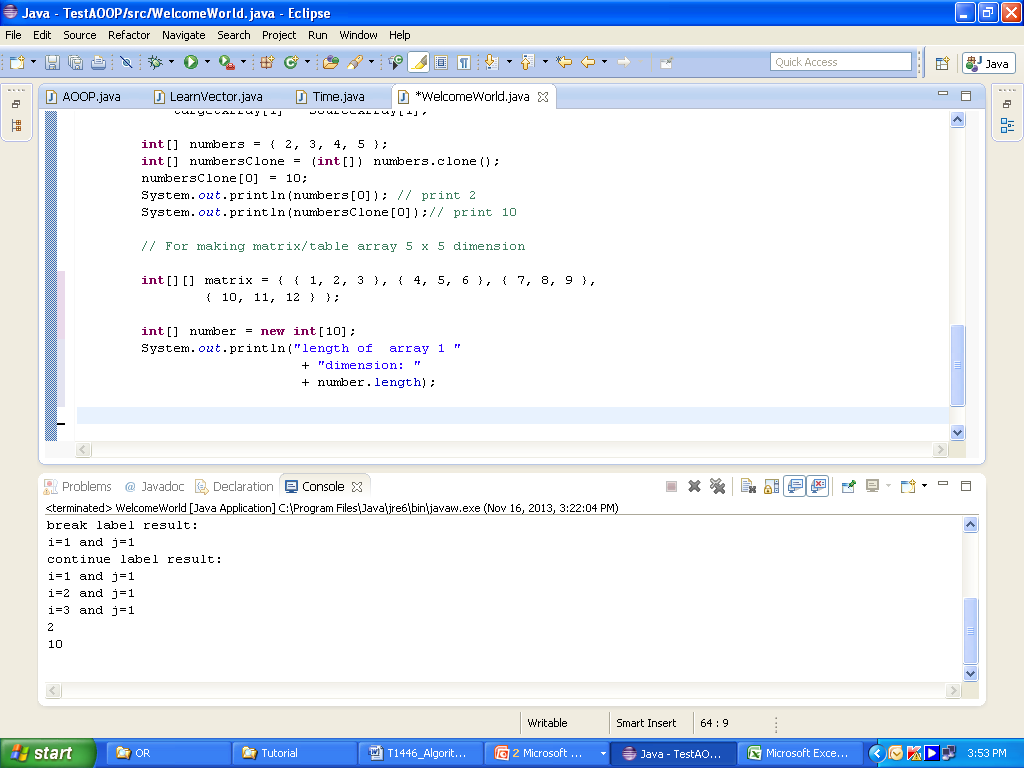 Java - TestAOOP/src/WelcomeWorld.java - Eclipse
File Edit Source Refactor Navigate Search Project Run Window Help
Quick Access
Java
AOOP.java LearnVector.java Time.java *WelcomeWorld.java
targetArray[i] = sourceArray[i];
int[] numbers = { 2, 3, 4, 5 };
int[] numbersClone = (int[]) numbers.clone();
numbersClone[0] = 10;
System.out.println(numbers[0]); // print 2
System.out.println(numbersClone[0]);// print 10
// For making matrix/table array 5 x 5 dimension
int[][] matrix = { { 1, 2, 3 }, { 4, 5, 6 }, { 7, 8, 9 },
{ 10, 11, 12 } };
int[] number = new int[10];
System.out.println("length of  array 1 "
+ "dimension: "
+ number.length);
Problems Javadoc Declaration Console
<terminated> WelcomeWorld [Java Application] C:\Program Files\Java\jre6\bin\javaw.exe (Nov 16, 2013, 3:22:04 PM)
break label result:
i=1 and j=1
continue label result:
i=1 and j=1
i=2 and j=1
i=3 and j=1
2
10
Writable Smart Insert 64 : 9
start OR Tutorial T1446_Algorit... 2 Microsoft ... Java - TestAO... Microsoft Exce... 3:53 PM